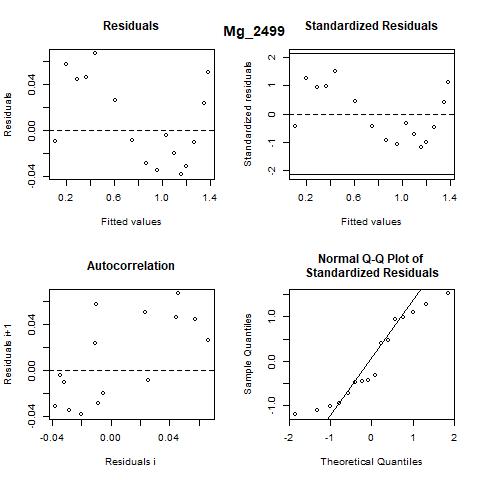 Mg_2499
Residuals
Residuals
0.04
0.00
-0.04
0.2
0.6
1.0
1.4
Fitted values
Standardized Residuals
Standardized residuals
2
1
0
-1
-2
0.2
0.6
1.0
1.4
Fitted values
Autocorrelation
Residuals i+1
0.04
0.00
-0.04
-0.04
0.00
0.04
Residuals i
Normal Q-Q Plot of
Standardized Residuals
Sample Quantiles
1.0
0.0
-1.0
-2
-1
0
1
2
Theoretical Quantiles